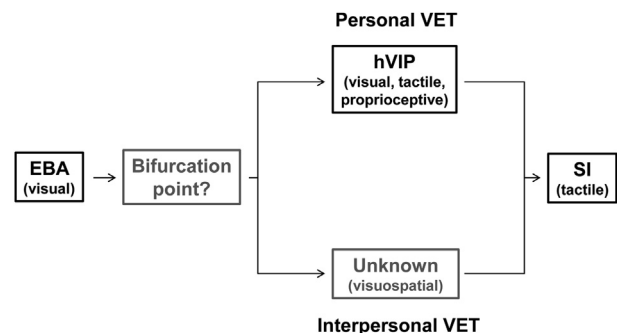 Personal VET
hVIP
(visual, tactile,
proprioceptive)
EBA
(visual)
Bifurcation
point?
SI
(tactile)
Unknown
(visuospatial)
Interpersonal VET